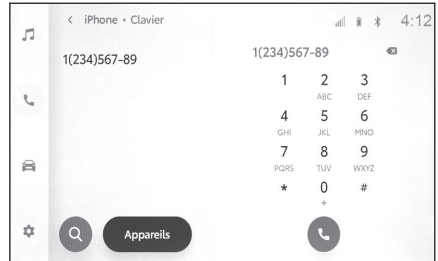 < iPhone • Clavier
4:12
1(234)567-89
1(234)567-89
1 2 3
ABC DEF
4 5 6
GHI JKL MNO
7 8 9
PQRS TUV WXYZ
* 0 #
+
Appareils